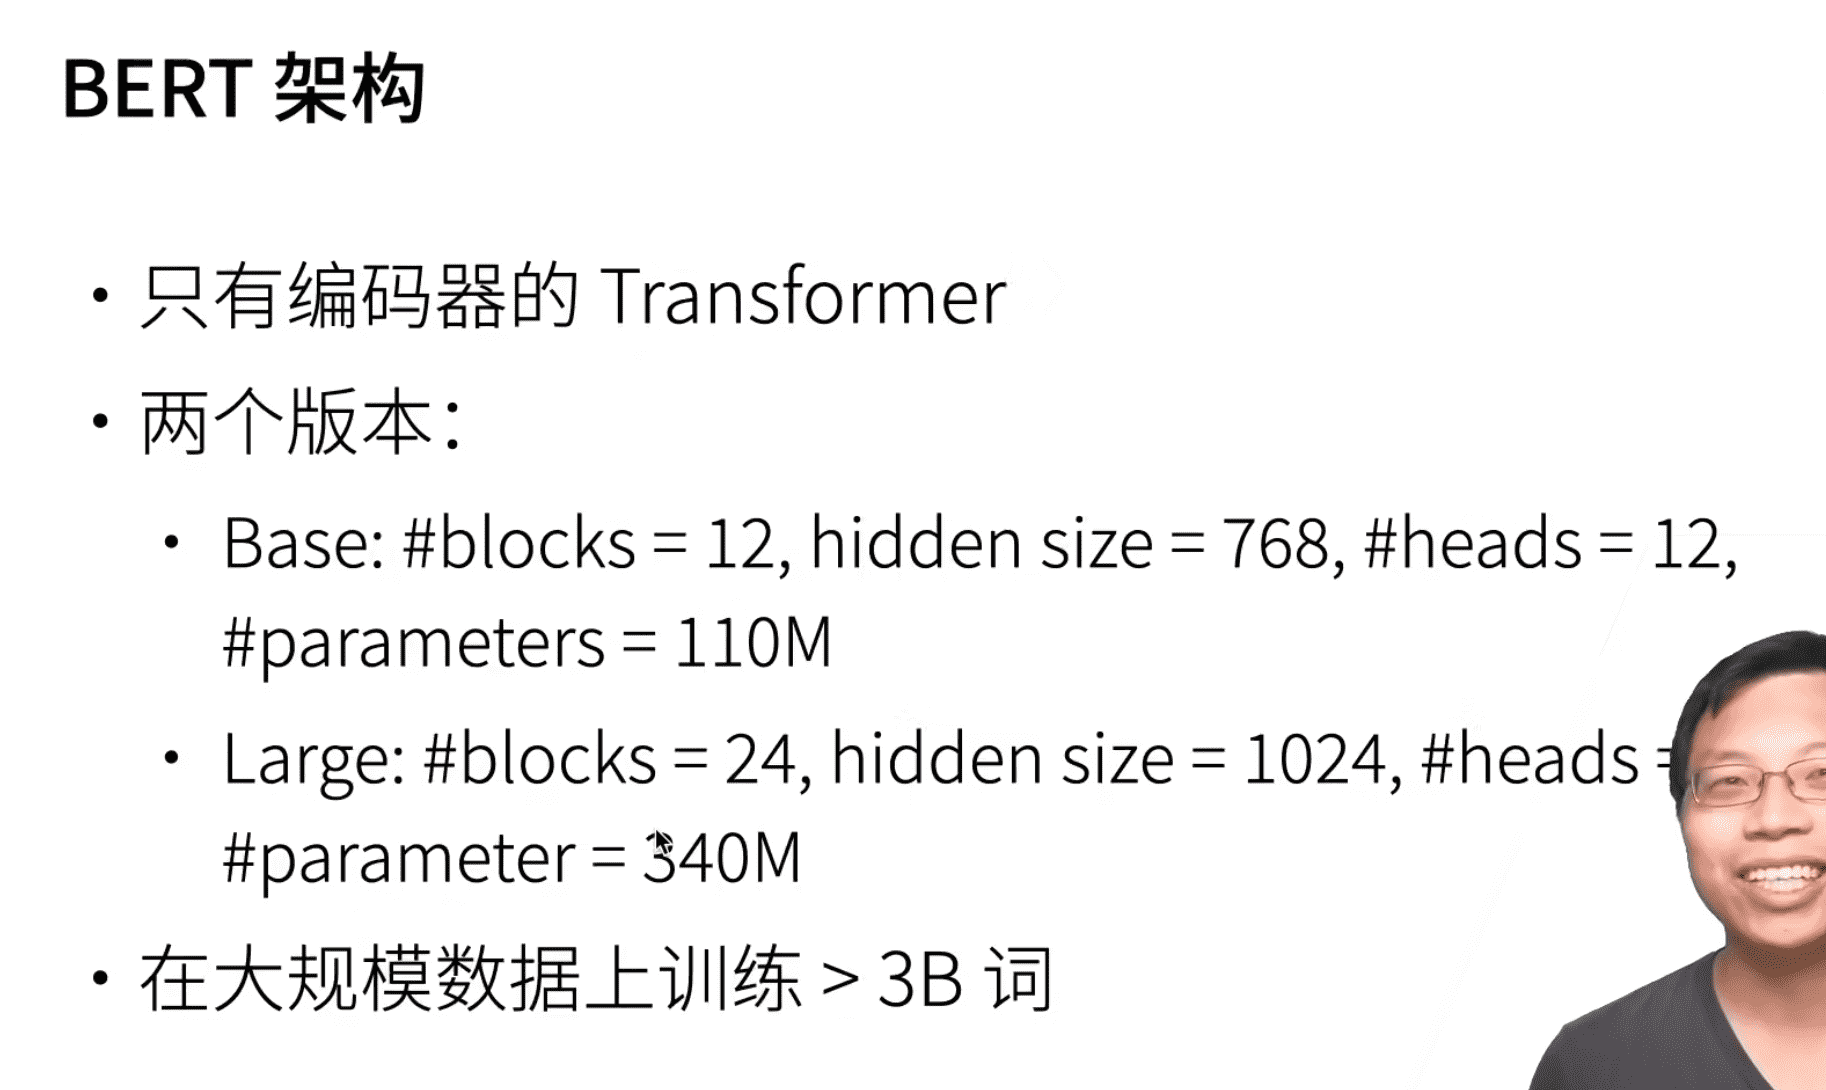 BERT 架构
• 只有编码器的 Transformer
• 两个版本：
• Base: #blocks = 12, hidden size = 768, #heads = 12,
#parameters = 110M
• Large: #blocks = 24, hidden size = 1024, #heads =
#parameter = 340M
• 在大规模数据上训练 > 3B 词